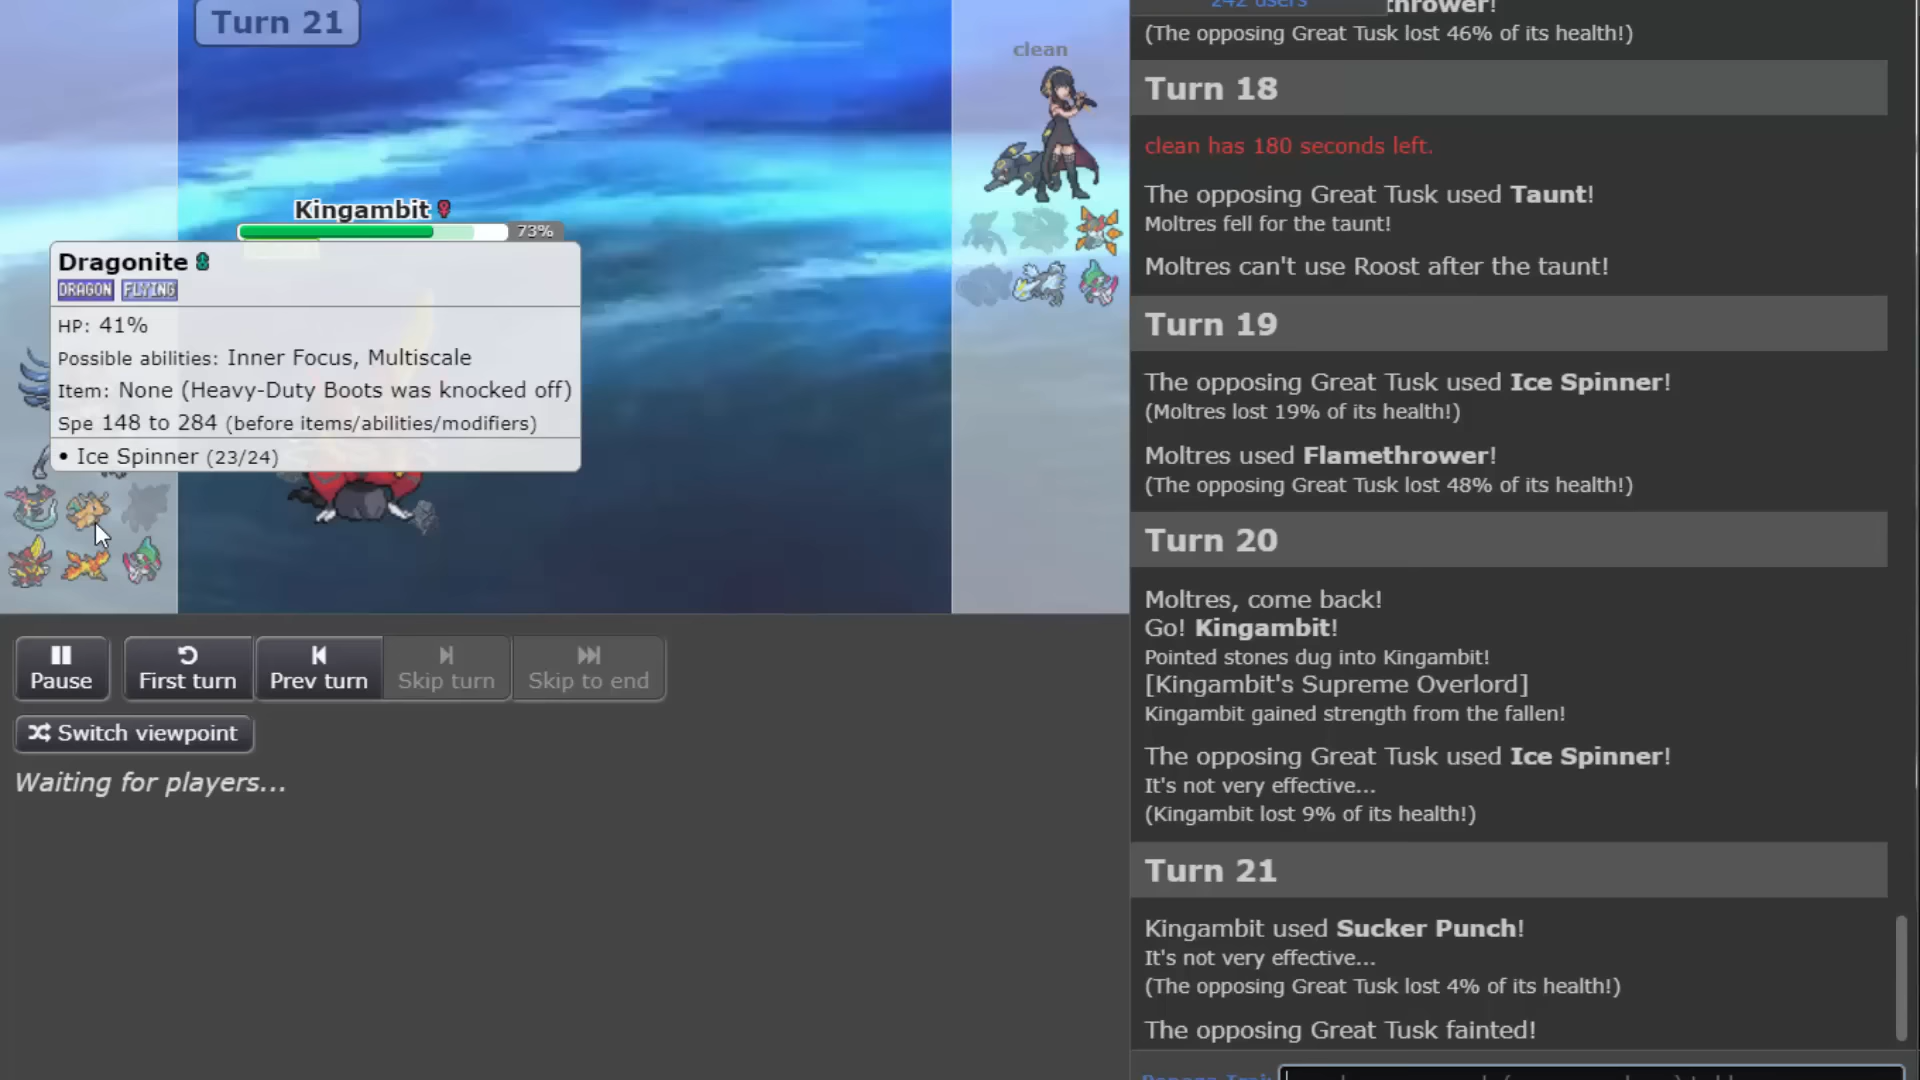 Turn 21
clean
Kingambit
73%
Dragonite
DRAGON FLYING
HP: 41%
Possible abilities: Inner Focus, Multiscale
Item: None (Heavy-Duty Boots was knocked off)
Spe 148 to 284 (before items/abilities/modifiers)
• Ice Spinner (23/24)
Pause
First turn
Prev turn
Skip turn
Skip to end
Switch viewpoint
Waiting for players...
242 users
thrower!
(The opposing Great Tusk lost 46% of its health!)
Turn 18
clean has 180 seconds left.
The opposing Great Tusk used Taunt!
Moltres fell for the taunt!
Moltres can't use Roost after the taunt!
Turn 19
The opposing Great Tusk used Ice Spinner!
(Moltres lost 19% of its health!)
Moltres used Flamethrower!
(The opposing Great Tusk lost 48% of its health!)
Turn 20
Moltres, come back!
Go! Kingambit!
Pointed stones dug into Kingambit!
[Kingambit's Supreme Overlord]
Kingambit gained strength from the fallen!
The opposing Great Tusk used Ice Spinner!
It's not very effective...
(Kingambit lost 9% of its health!)
Turn 21
Kingambit used Sucker Punch!
It's not very effective...
(The opposing Great Tusk lost 4% of its health!)
The opposing Great Tusk fainted!